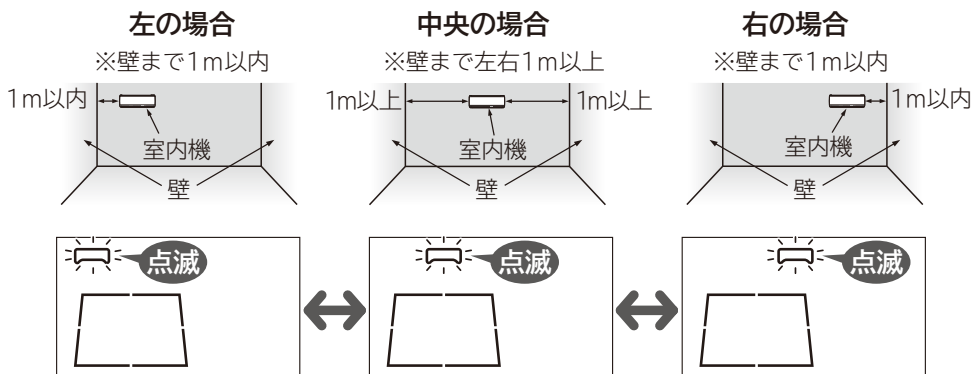 左の場合
※壁まで1m以内
1m以内
室内機
壁
点滅
中央の場合
※壁まで左右1m以上
1m以上
1m以上
室内機
壁
点滅
右の場合
※壁まで1m以内
1m以内
室内機
壁
点滅